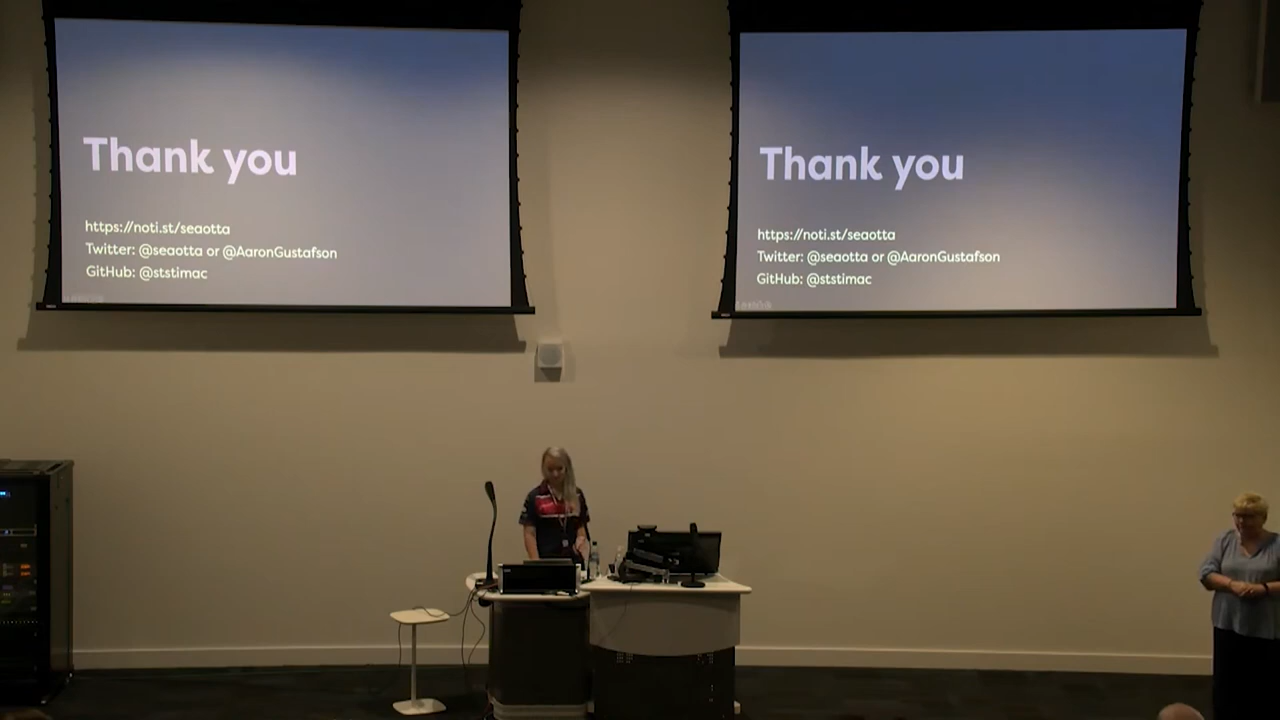 Thank you
https://noti.st/seaotta
Twitter: @seaotta or @AaronGustafson
GitHub: @ststimac
Thank you
https://noti.st/seaotta
Twitter: @seaotta or @AaronGustafson
GitHub: @ststimac